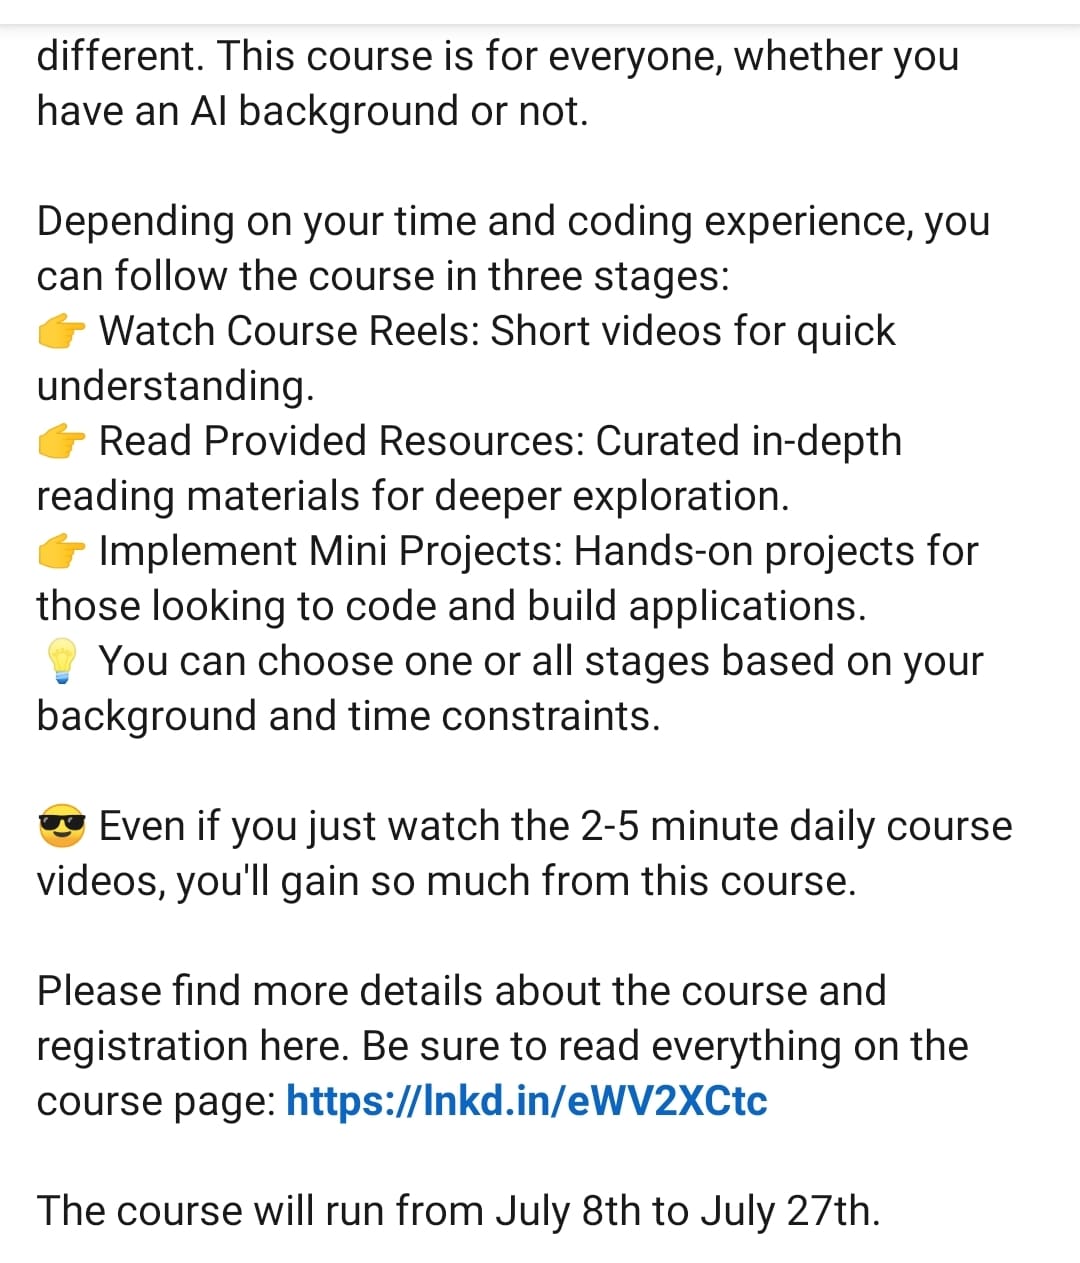 different. This course is for everyone, whether you
have an AI background or not.
Depending on your time and coding experience, you
can follow the course in three stages:
👉 Watch Course Reels: Short videos for quick
understanding.
👉 Read Provided Resources: Curated in-depth
reading materials for deeper exploration.
👉 Implement Mini Projects: Hands-on projects for
those looking to code and build applications.
💡 You can choose one or all stages based on your
background and time constraints.
😎 Even if you just watch the 2-5 minute daily course
videos, you'll gain so much from this course.
Please find more details about the course and
registration here. Be sure to read everything on the
course page: https://lnkd.in/eWV2XCtc
The course will run from July 8th to July 27th.